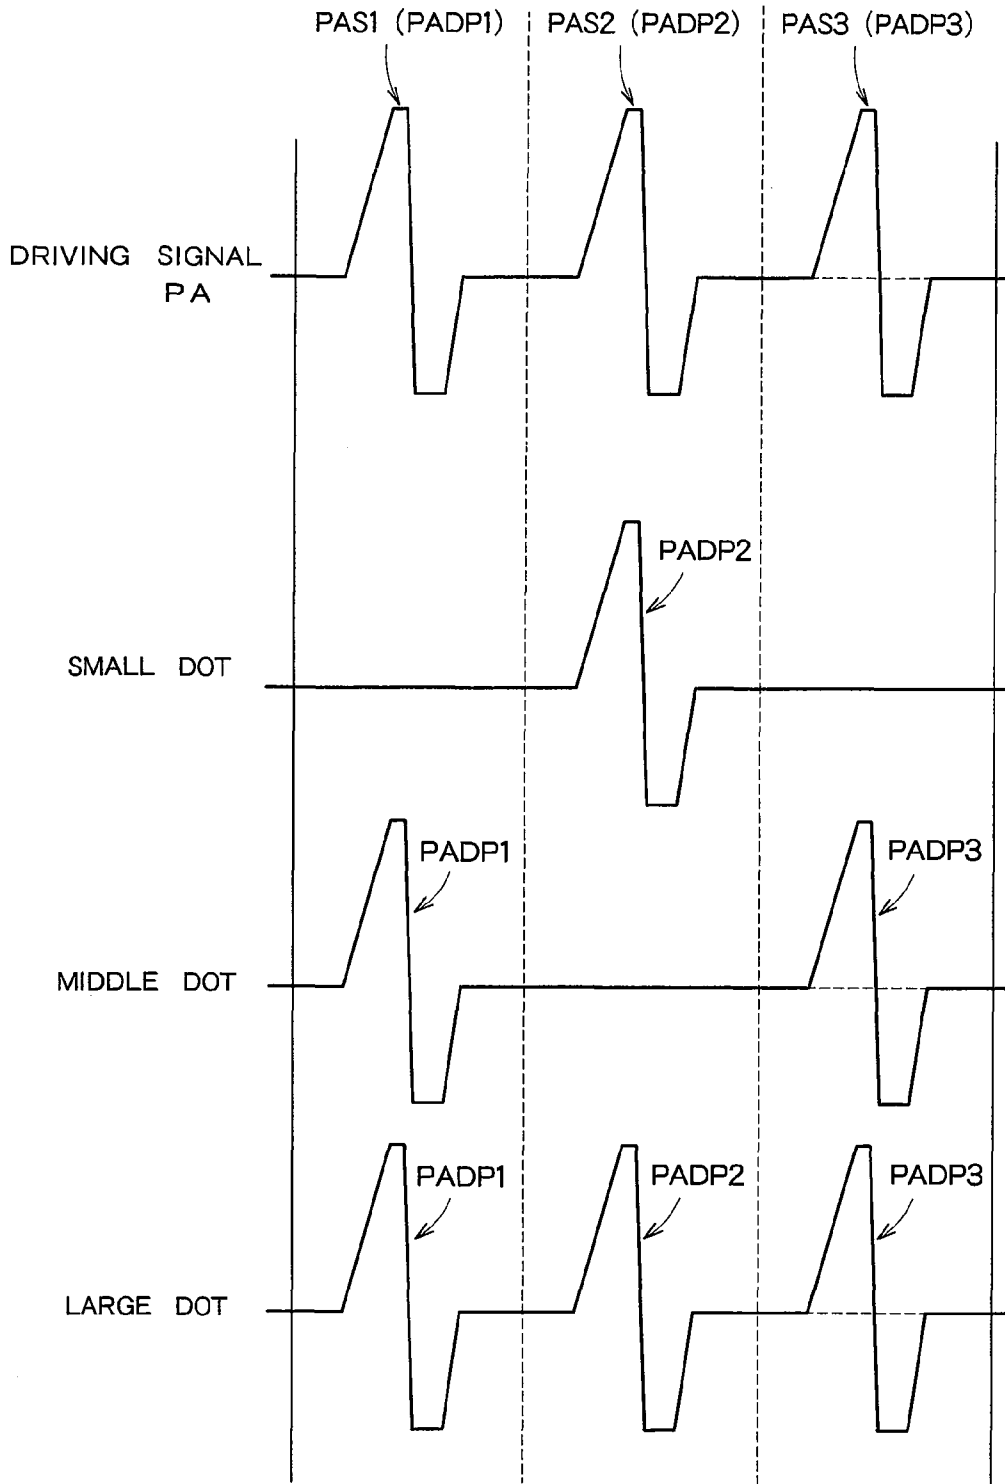 PAS1 (PADP1) PAS2 (PADP2) PAS3 (PADP3)
DRIVING SIGNAL
PA
PADP2
SMALL DOT
PADP1 PADP3
MIDDLE DOT
PADP1 PADP2 PADP3
LARGE DOT